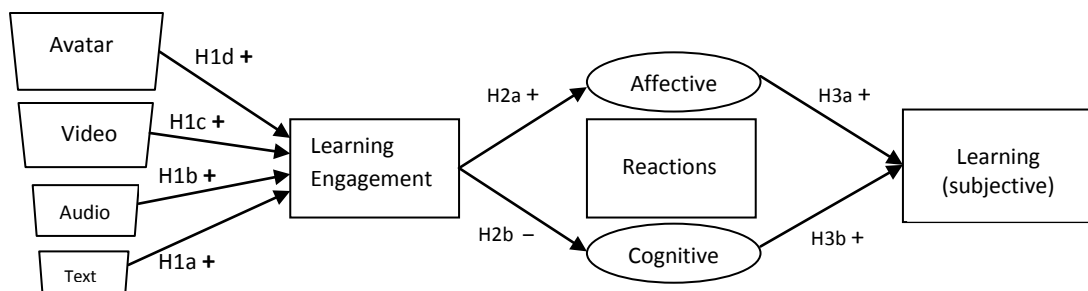 Avatar
H1d +
Video
H1c +
H1b +
Audio
H1a +
Text
Learning
Engagement
H2a +
H2b –
Affective
Reactions
Cognitive
H3a +
H3b +
Learning
(subjective)